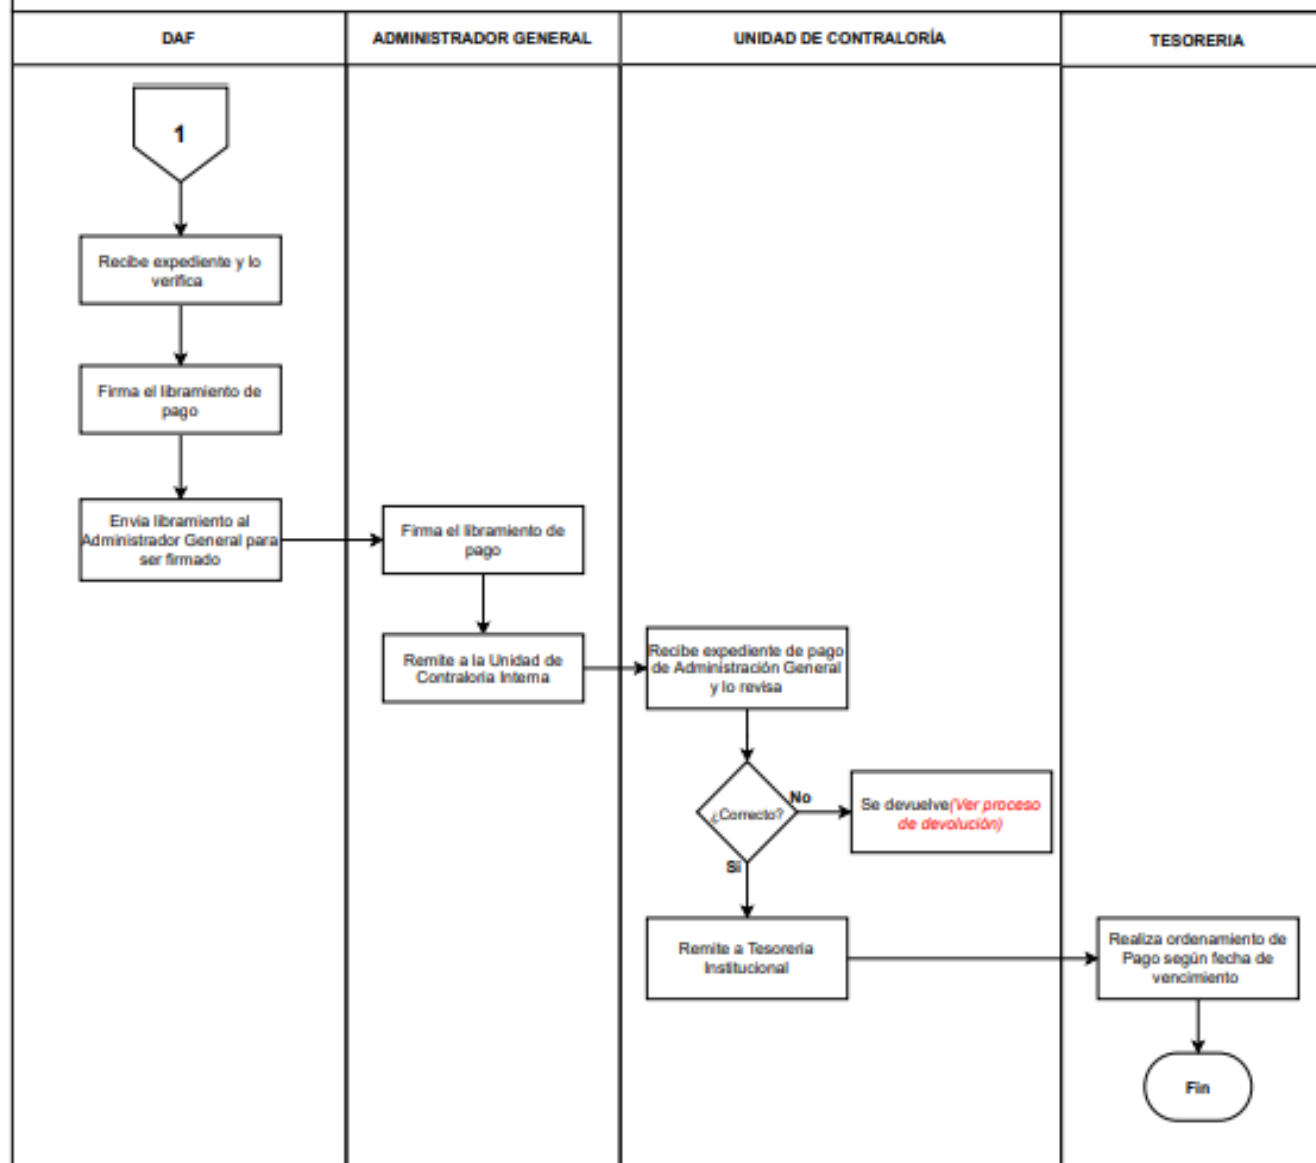 DAF
ADMINISTRADOR GENERAL
UNIDAD DE CONTRALORÍA
TESORERIA
1
Recibe expediente y lo
verifica
Firma el libramiento de
pago
Envia libramiento al
Administrador General para
ser firmado
Firma el libramiento de
pago
Remite a la Unidad de
Contraloria Interna
Recibe expediente de pago
de Administración General
y lo revisa
¿Correcto?
No
Se devuelve(Ver proceso
de devolución)
Si
Remite a Tesoreria
Institucional
Realiza ordenamiento de
Pago según fecha de
vencimiento
Fin